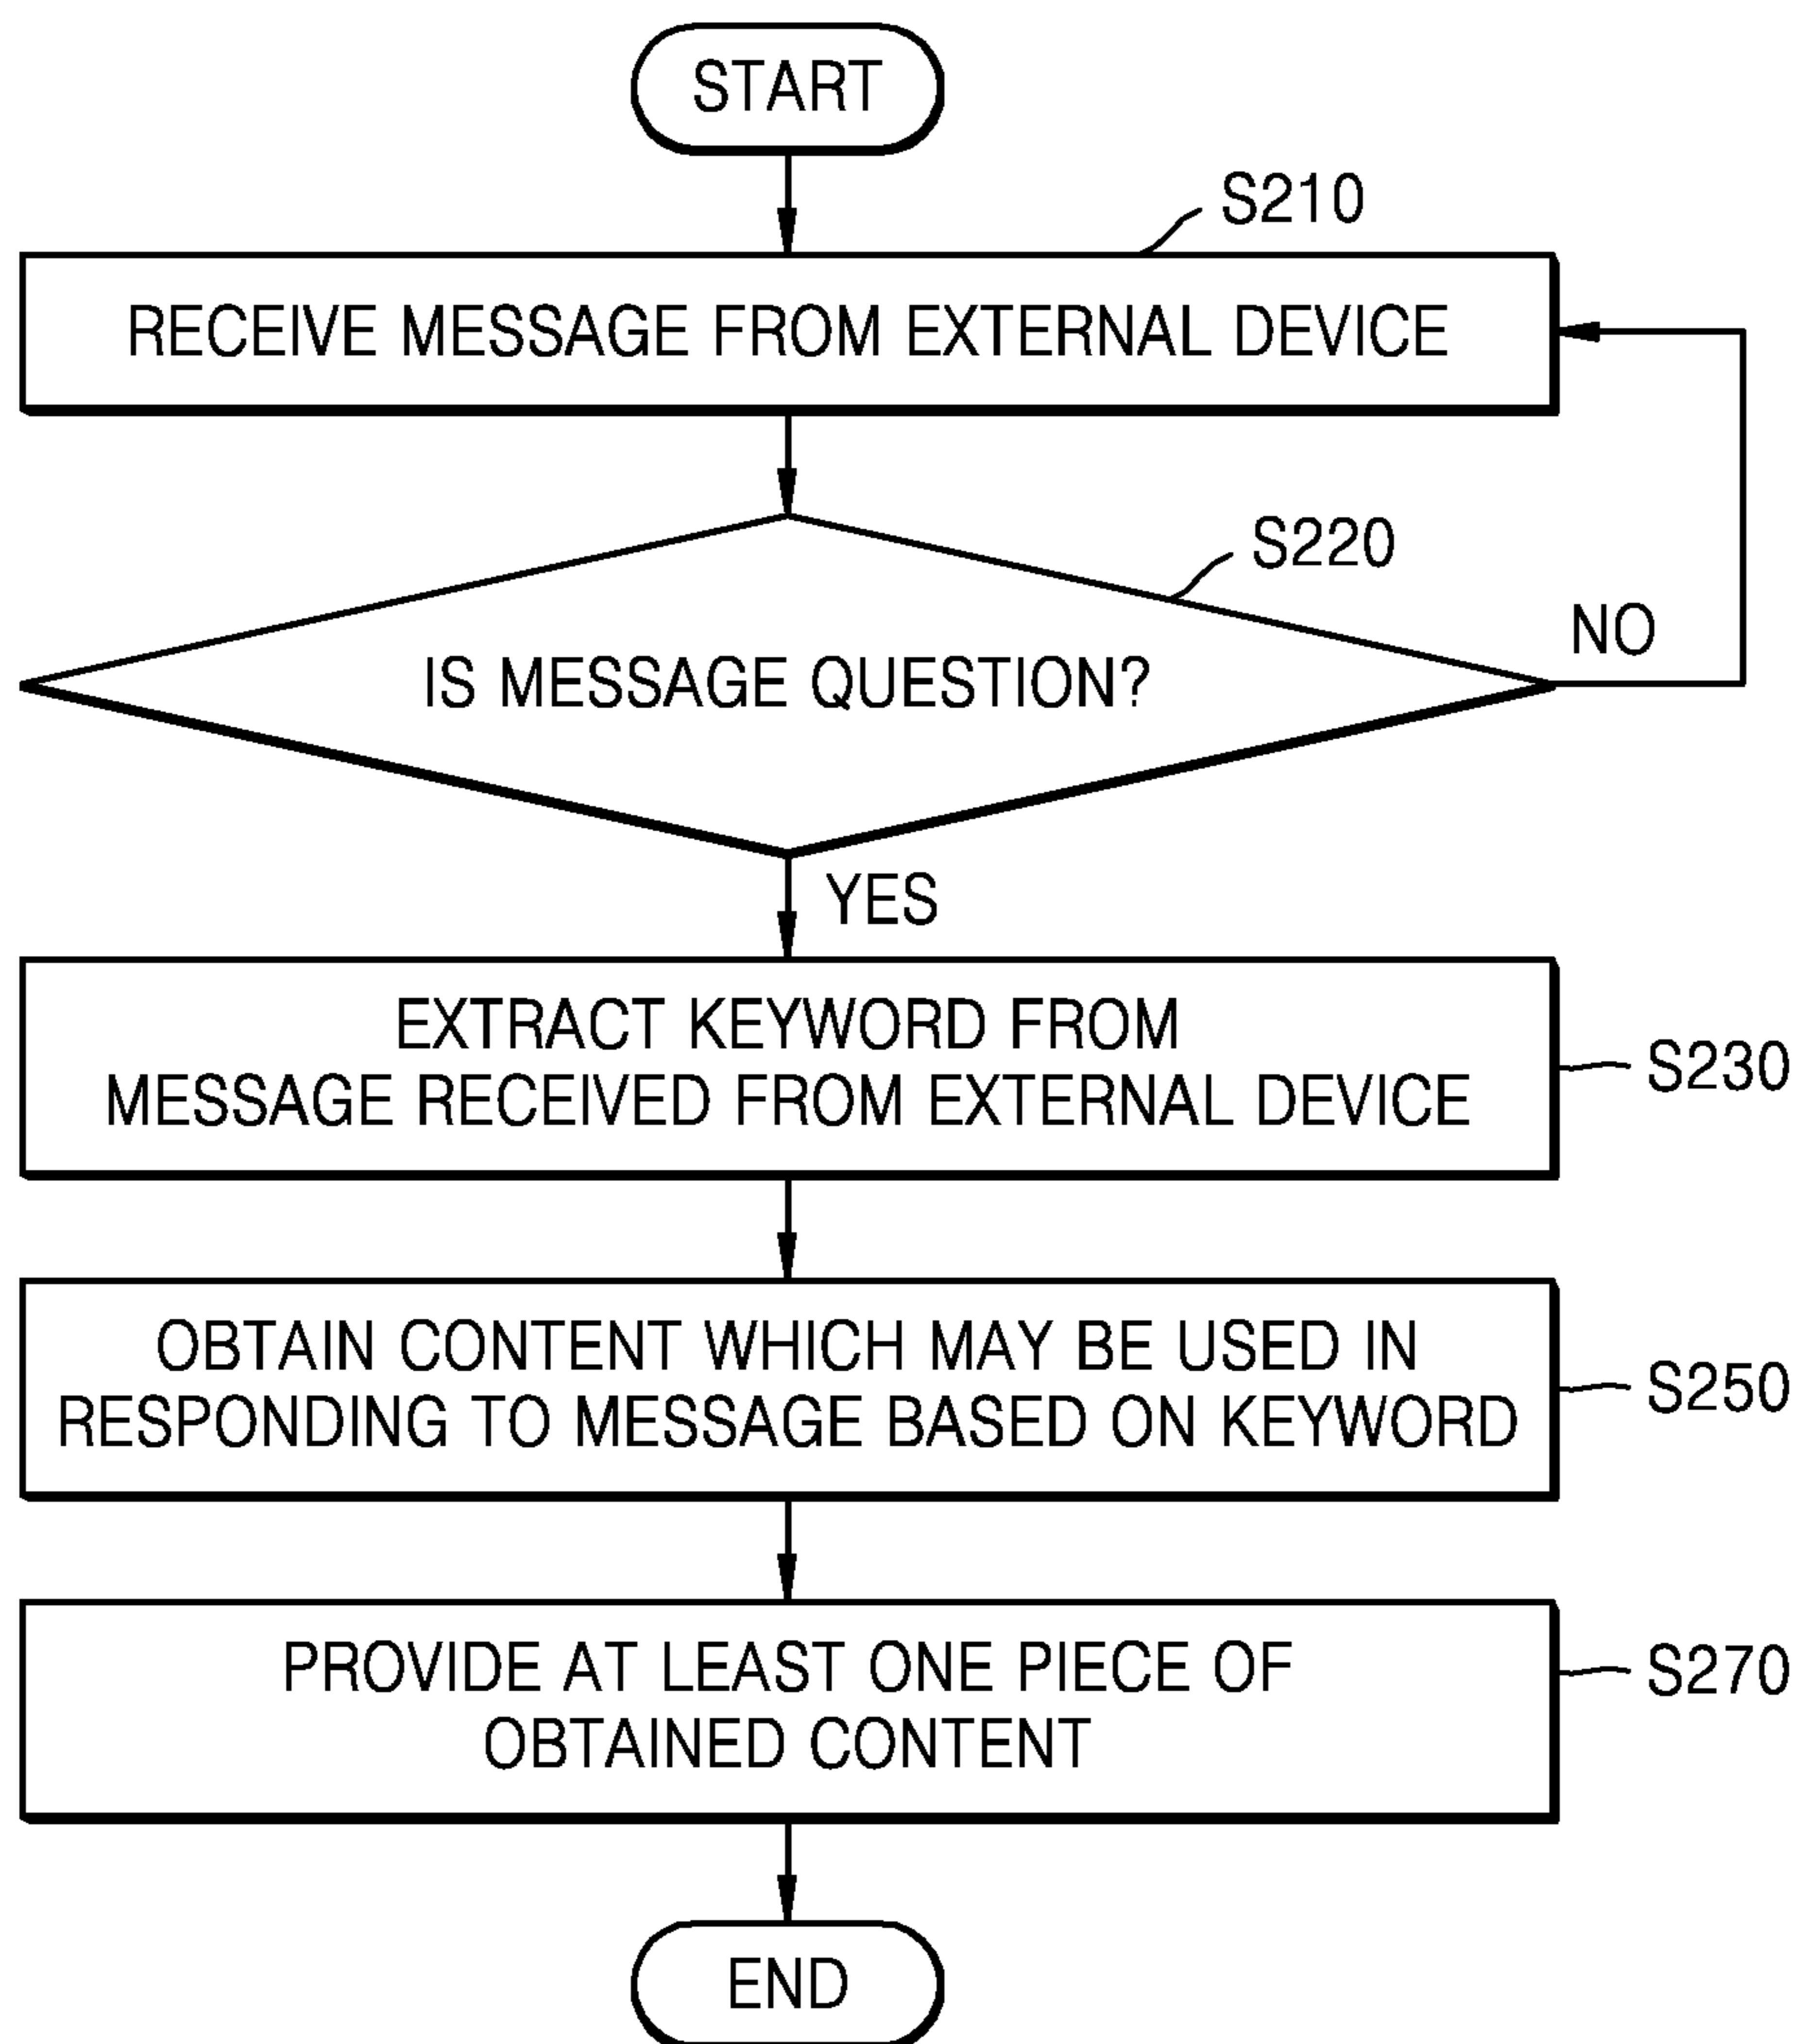 START
S210
RECEIVE MESSAGE FROM EXTERNAL DEVICE
S220
IS MESSAGE QUESTION?
NO
YES
EXTRACT KEYWORD FROM
MESSAGE RECEIVED FROM EXTERNAL DEVICE
S230
OBTAIN CONTENT WHICH MAY BE USED IN
RESPONDING TO MESSAGE BASED ON KEYWORD
S250
PROVIDE AT LEAST ONE PIECE OF
OBTAINED CONTENT
S270
END